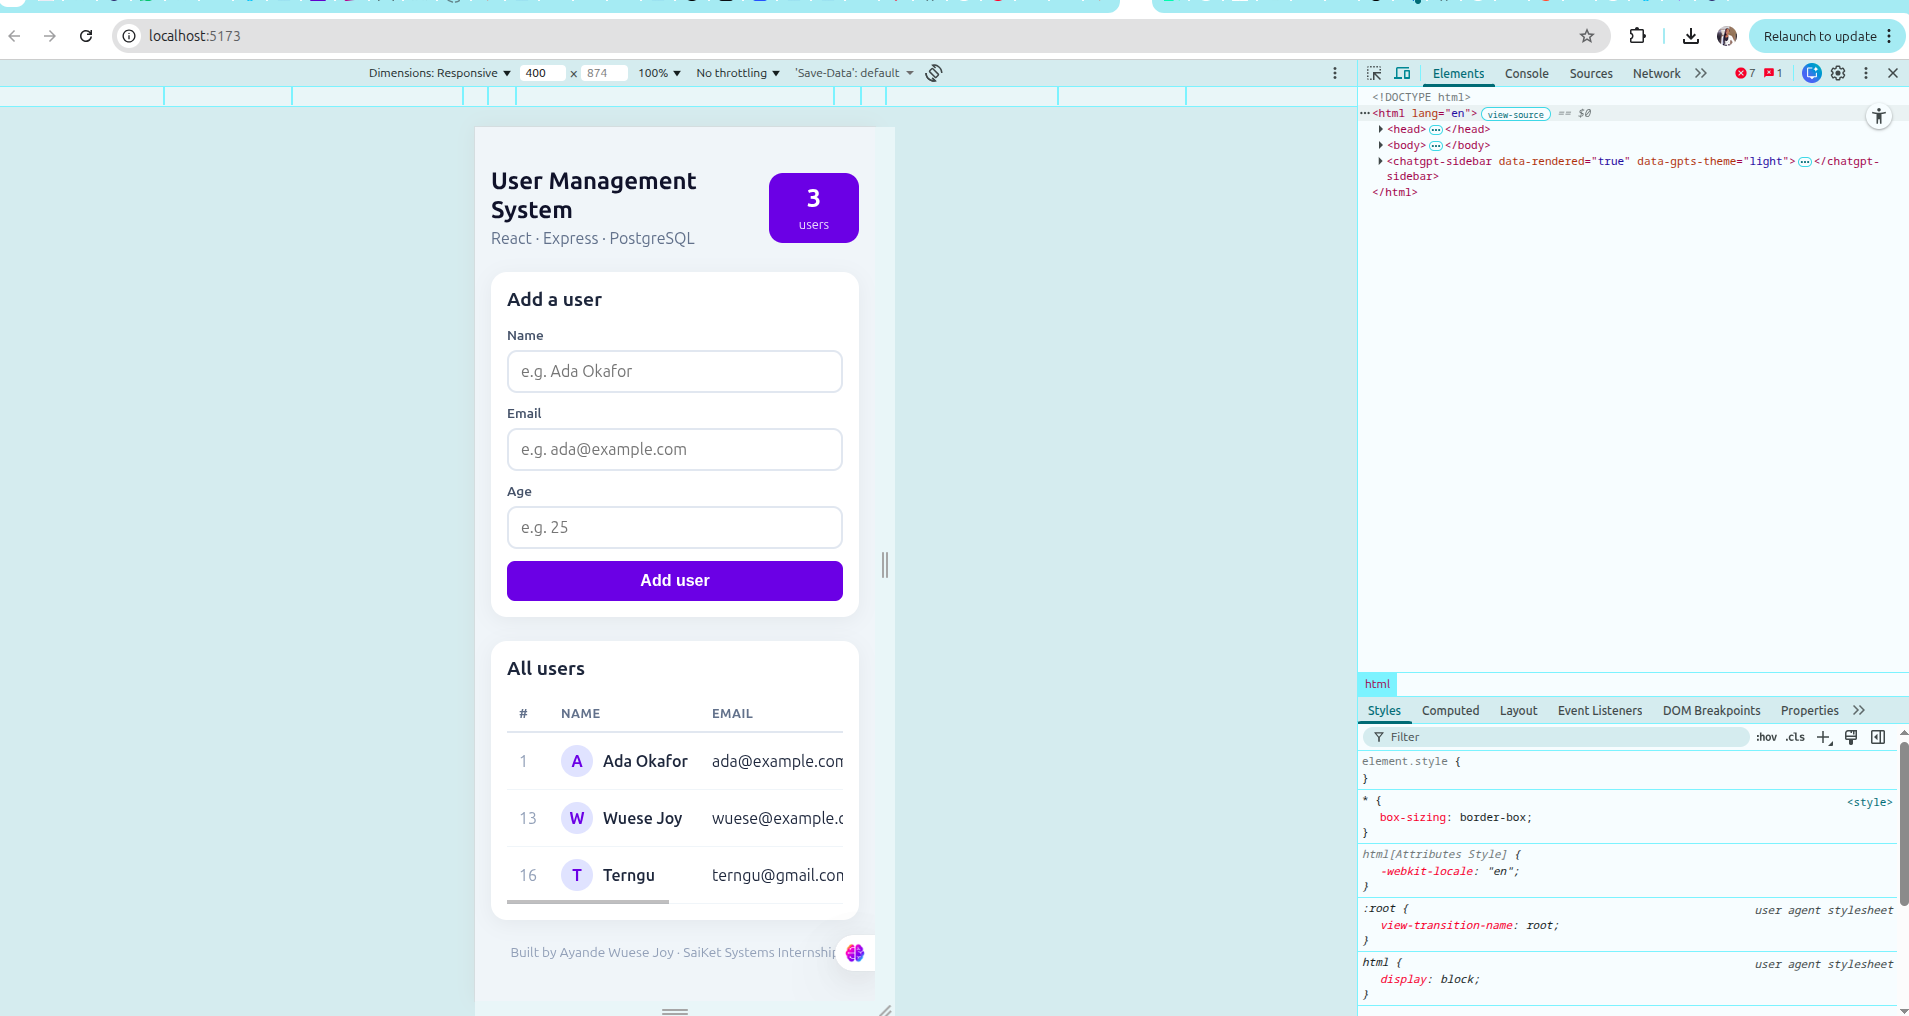 localhost:5173
Relaunch to update
Dimensions: Responsive 400 x 874 100% No throttling 'Save-Data': default
Elements Console Sources Network 7 1
<!DOCTYPE html>
<html lang="en"> view-source == $0
<head> </head>
<body> </body>
<chatgpt-sidebar data-rendered="true" data-gpts-theme="light"> </chatgpt-
sidebar>
</html>
User Management
System
React · Express · PostgreSQL
3
users
Add a user
Name
e.g. Ada Okafor
Email
e.g. ada@example.com
Age
e.g. 25
Add user
All users
# NAME EMAIL
1 A Ada Okafor ada@example.com
13 W Wuese Joy wuese@example.c
16 T Terngu terngu@gmail.com
Built by Ayande Wuese Joy · SaiKet Systems Internship
html
Styles Computed Layout Event Listeners DOM Breakpoints Properties
Filter :hov .cls
element.style {
}
* { <style>
box-sizing: border-box;
}
html[Attributes Style] {
-webkit-locale: "en";
}
:root { user agent stylesheet
view-transition-name: root;
}
html { user agent stylesheet
display: block;
}